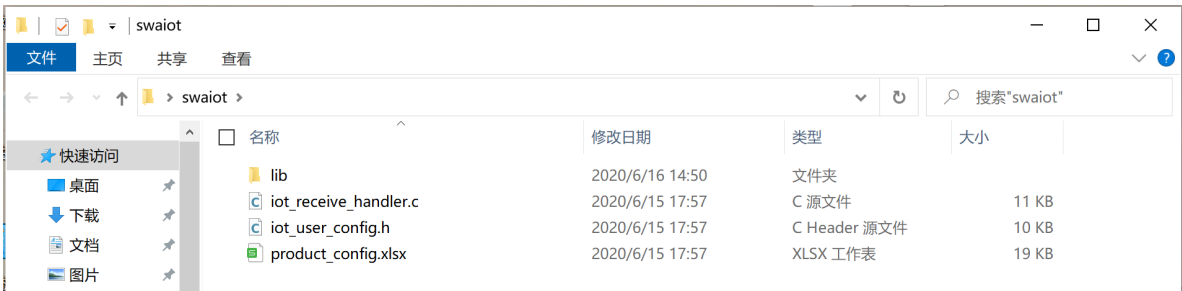 swaiot
文件 主页 共享 查看
swaiot
搜索"swaiot"
名称 修改日期 类型 大小
快速访问
桌面
下载
文档
图片
lib 2020/6/16 14:50 文件夹
iot_receive_handler.c 2020/6/15 17:57 C 源文件 11 KB
iot_user_config.h 2020/6/15 17:57 C Header 源文件 10 KB
product_config.xlsx 2020/6/15 17:57 XLSX 工作表 19 KB